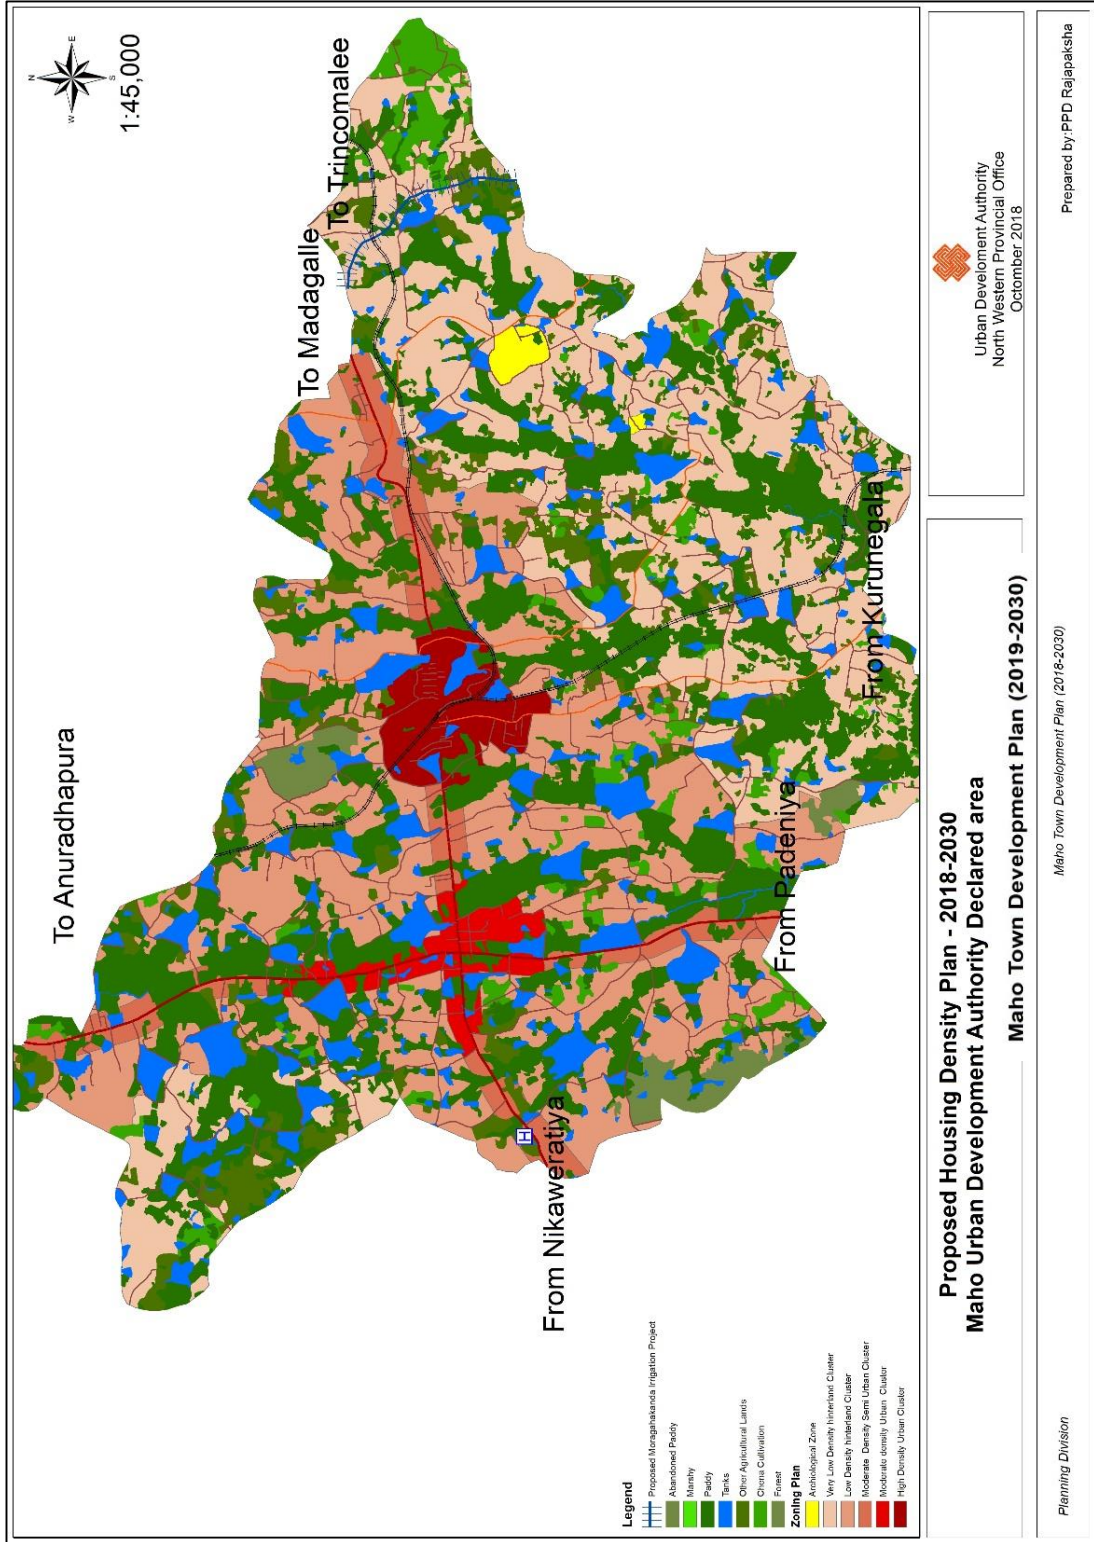 N
E
S
W
1:45,000
To Anuradhapura
To Madagalle
To Trincomalee
From Nikaweratiya
H
From Padeniya
From Kurunegala
Legend
Proposed Moragahakanda Irrigation Project
Abandoned Paddy
Marshy
Paddy
Tanks
Other Agricultural Lands
Chena Cultivation
Forest
Zoning Plan
Archiological Zone
Very Low Density hinterland Cluster
Low Density hinterland Cluster
Moderate Density Semi Urban Cluster
Moderate density Urban Cluster
High Density Urban Cluster
Proposed Housing Density Plan - 2018-2030
Maho Urban Development Authority Declared area
Maho Town Development Plan (2019-2030)
Urban Develoment Authority
North Western Provincial Office
Octomber 2018
Planning Division
Maho Town Development Plan (2018-2030)
Prepared by:PPD Rajapaksha